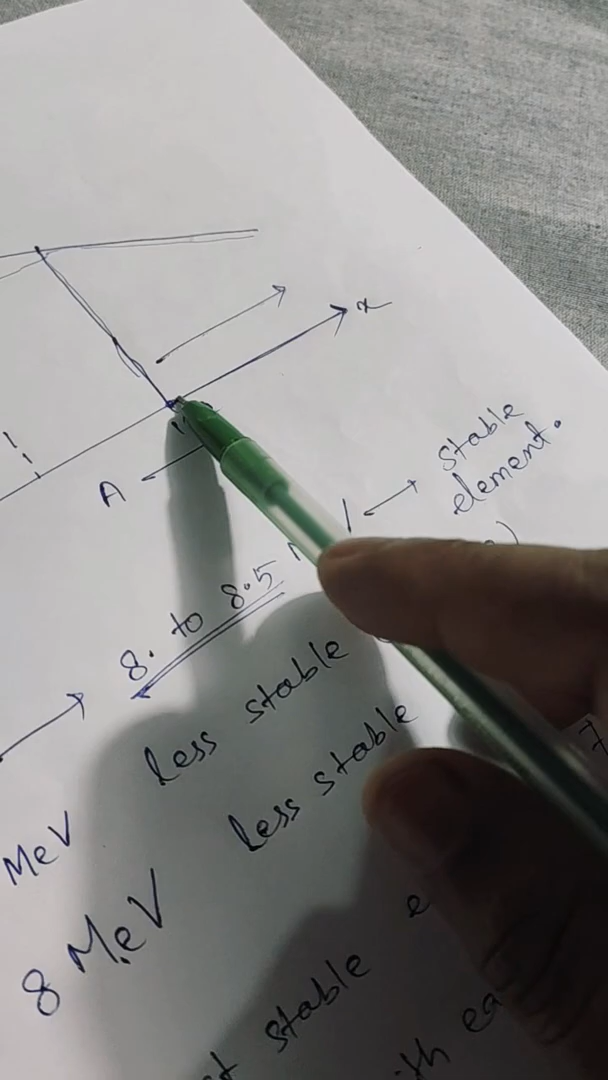 x
A
stable
element.
8. to 8.5
less stable
MeV less stable
8 MeV
stable